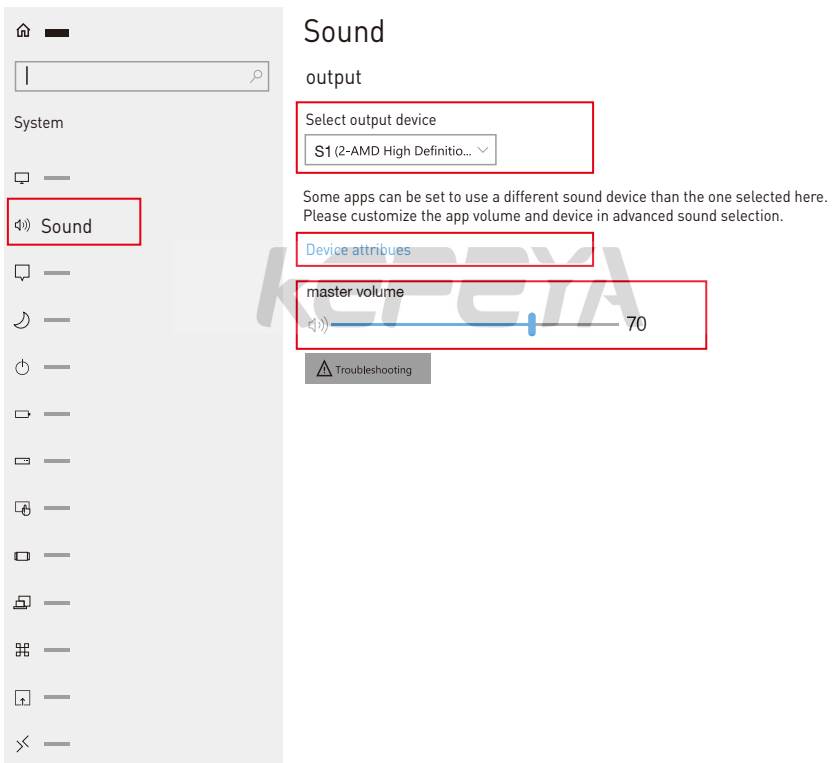 Sound
output
System
Select output device
S1 (2-AMD High Definitio...
Some apps can be set to use a different sound device than the one selected here.
Please customize the app volume and device in advanced sound selection.
Sound
Device attribues
KCPEYA
master volume
70
Troubleshooting